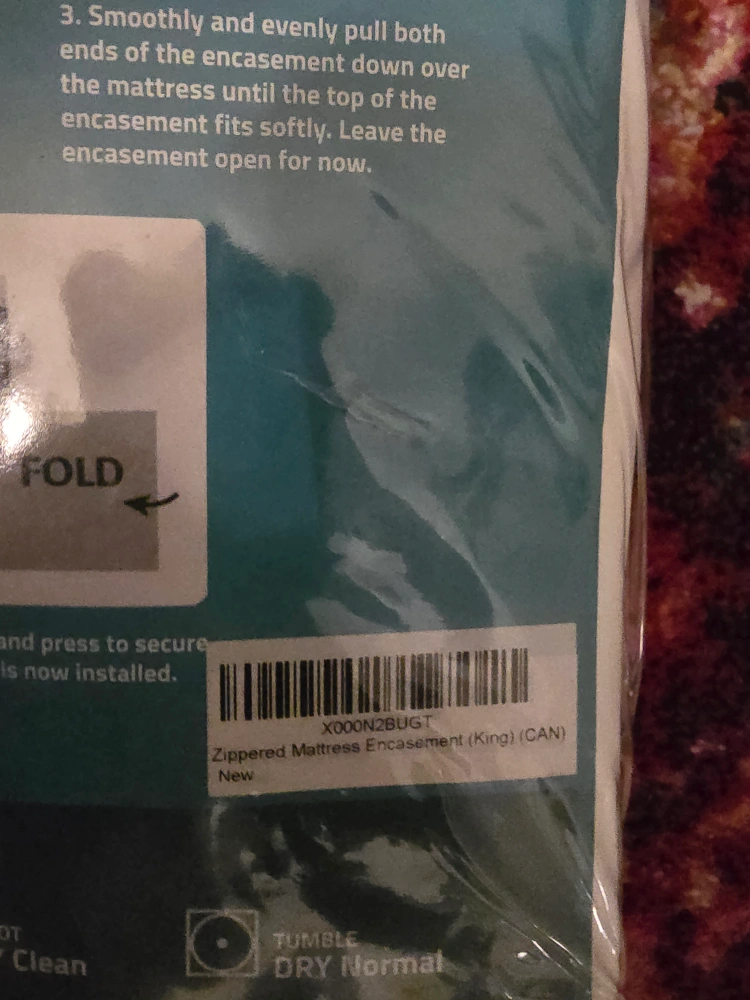 3. Smoothly and evenly pull both
ends of the encasement down over
the mattress until the top of the
encasement fits softly. Leave the
encasement open for now.
FOLD
and press to secure
is now installed.
X000N2BUGT
Zippered Mattress Encasement (King) (CAN)
New
OT
Clean
TUMBLE
DRY Normal